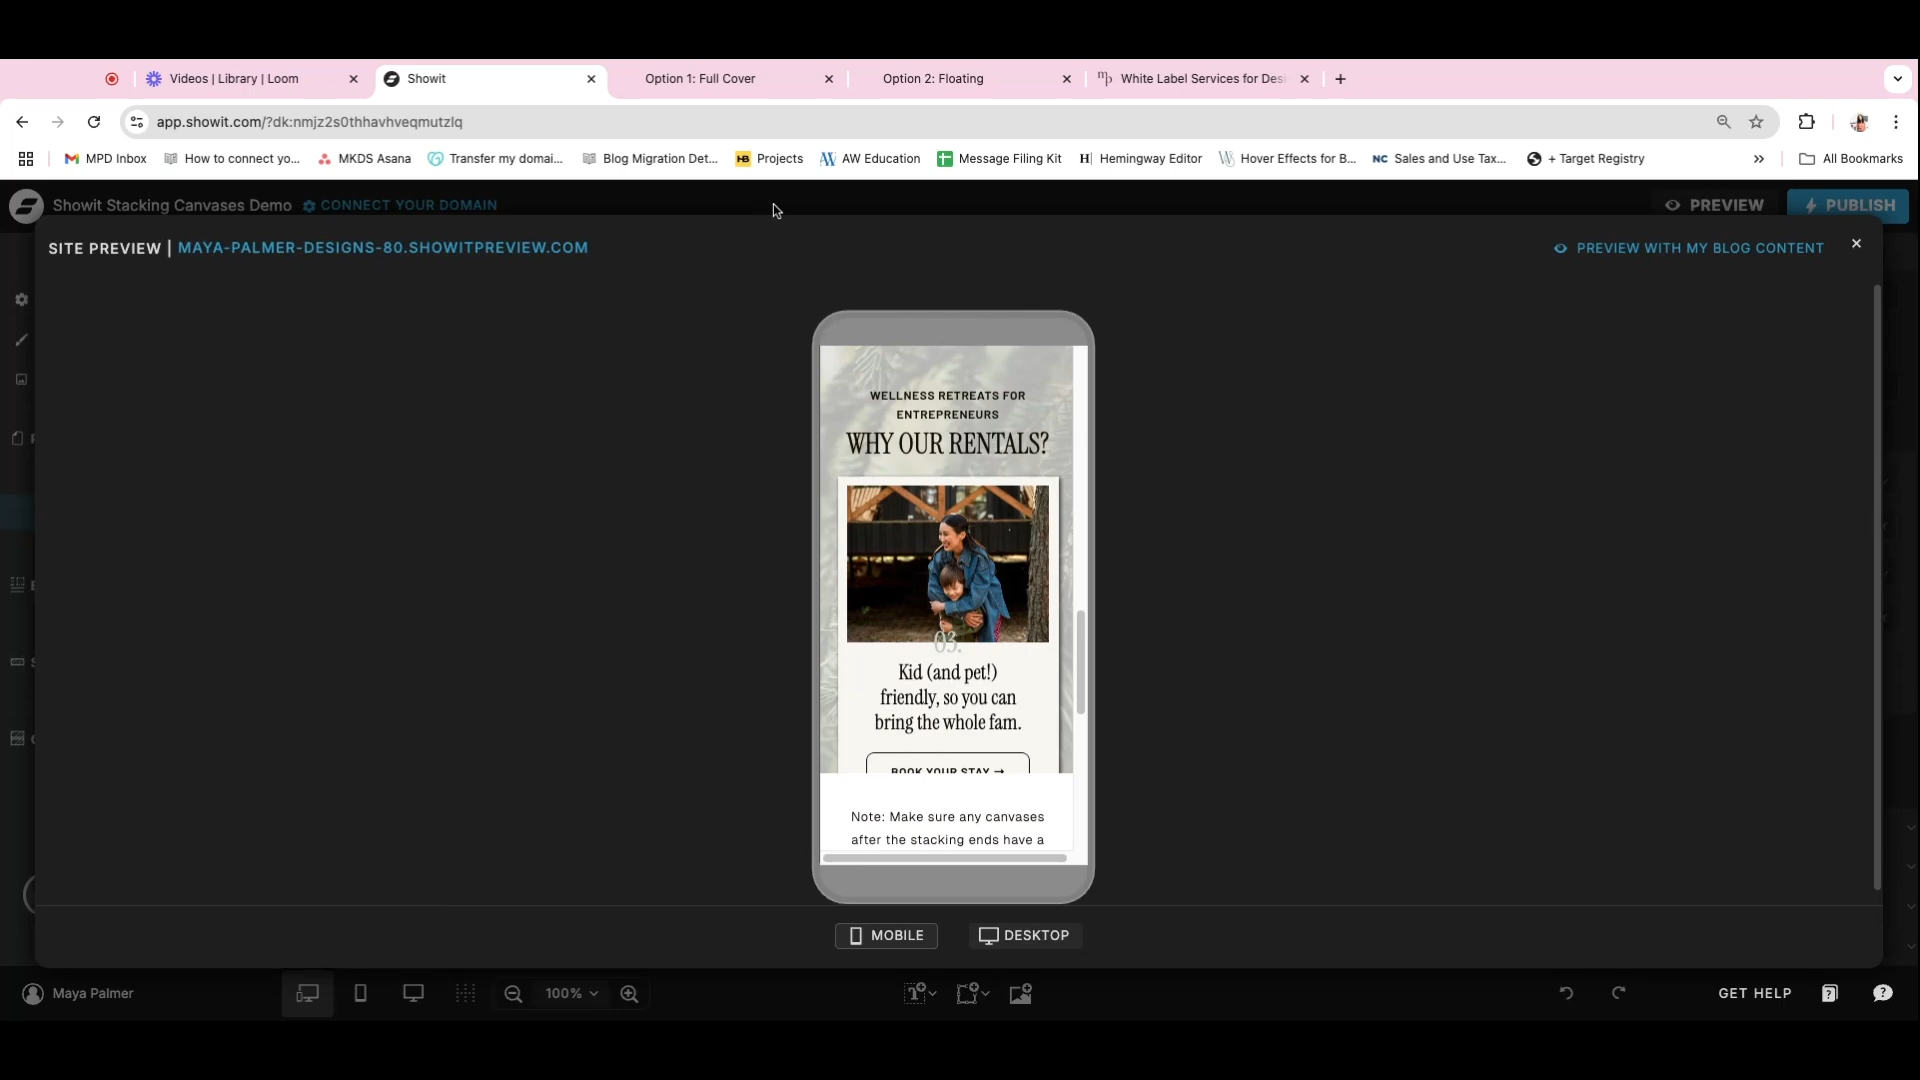 Videos | Library | Loom
Showit
Option 1: Full Cover
Option 2: Floating
mp White Label Services for Desi
app.showit.com/?dk:nmjz2s0thhavhveqmutzlq
MPD Inbox
How to connect yo...
MKDS Asana
Transfer my domai...
Blog Migration Det...
HB Projects
AW AW Education
Message Filing Kit
H Hemingway Editor
Hover Effects for B...
NC Sales and Use Tax...
+ Target Registry
All Bookmarks
Showit Stacking Canvases Demo
CONNECT YOUR DOMAIN
PREVIEW
PUBLISH
SITE PREVIEW | MAYA-PALMER-DESIGNS-80.SHOWITPREVIEW.COM
PREVIEW WITH MY BLOG CONTENT
WELLNESS RETREATS FOR
ENTREPRENEURS
WHY OUR RENTALS?
03.
Kid (and pet!)
friendly, so you can
bring the whole fam.
BOOK YOUR STAY →
Note: Make sure any canvases
after the stacking ends have a
MOBILE
DESKTOP
Maya Palmer
100%
GET HELP